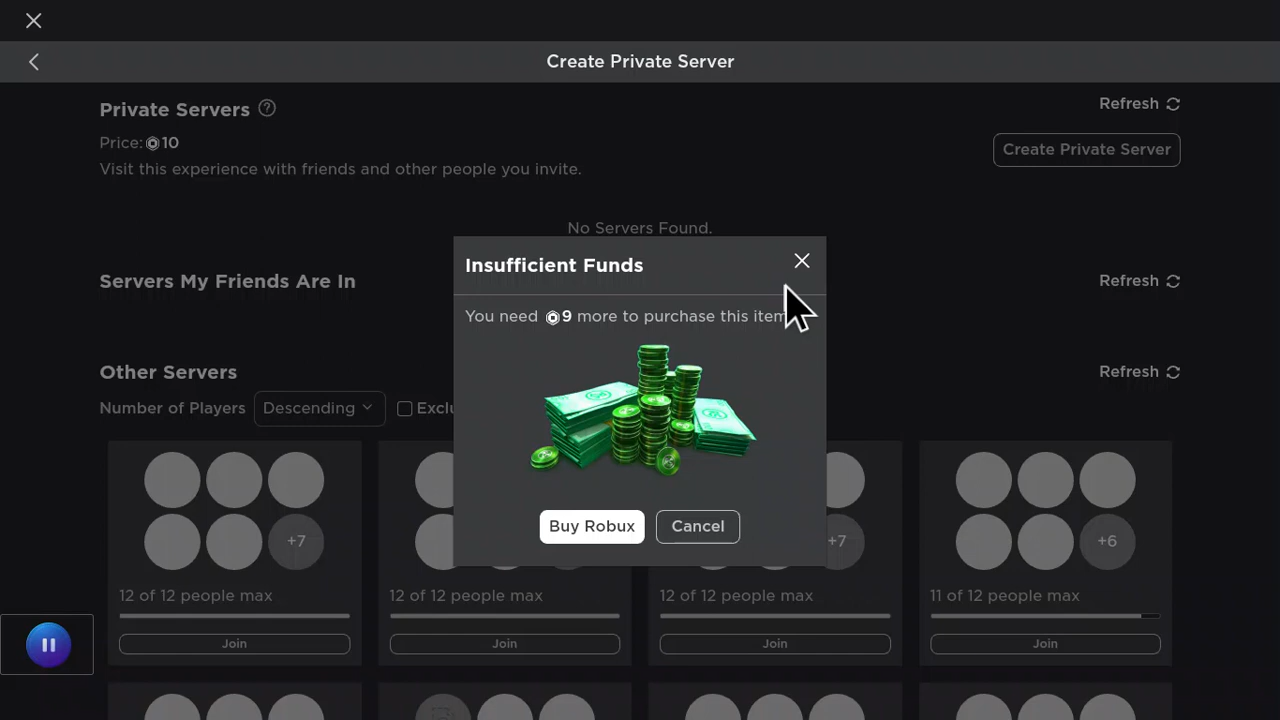 Create Private Server
Private Servers
Refresh
Price: 10
Create Private Server
Visit this experience with friends and other people you invite.
No Servers Found.
Insufficient Funds
Servers My Friends Are In
Refresh
You need 9 more to purchase this item
Other Servers
Refresh
Number of Players
Descending
+7
+7
+6
Buy Robux
Cancel
12 of 12 people max
12 of 12 people max
12 of 12 people max
11 of 12 people max
Join
Join
Join
Join